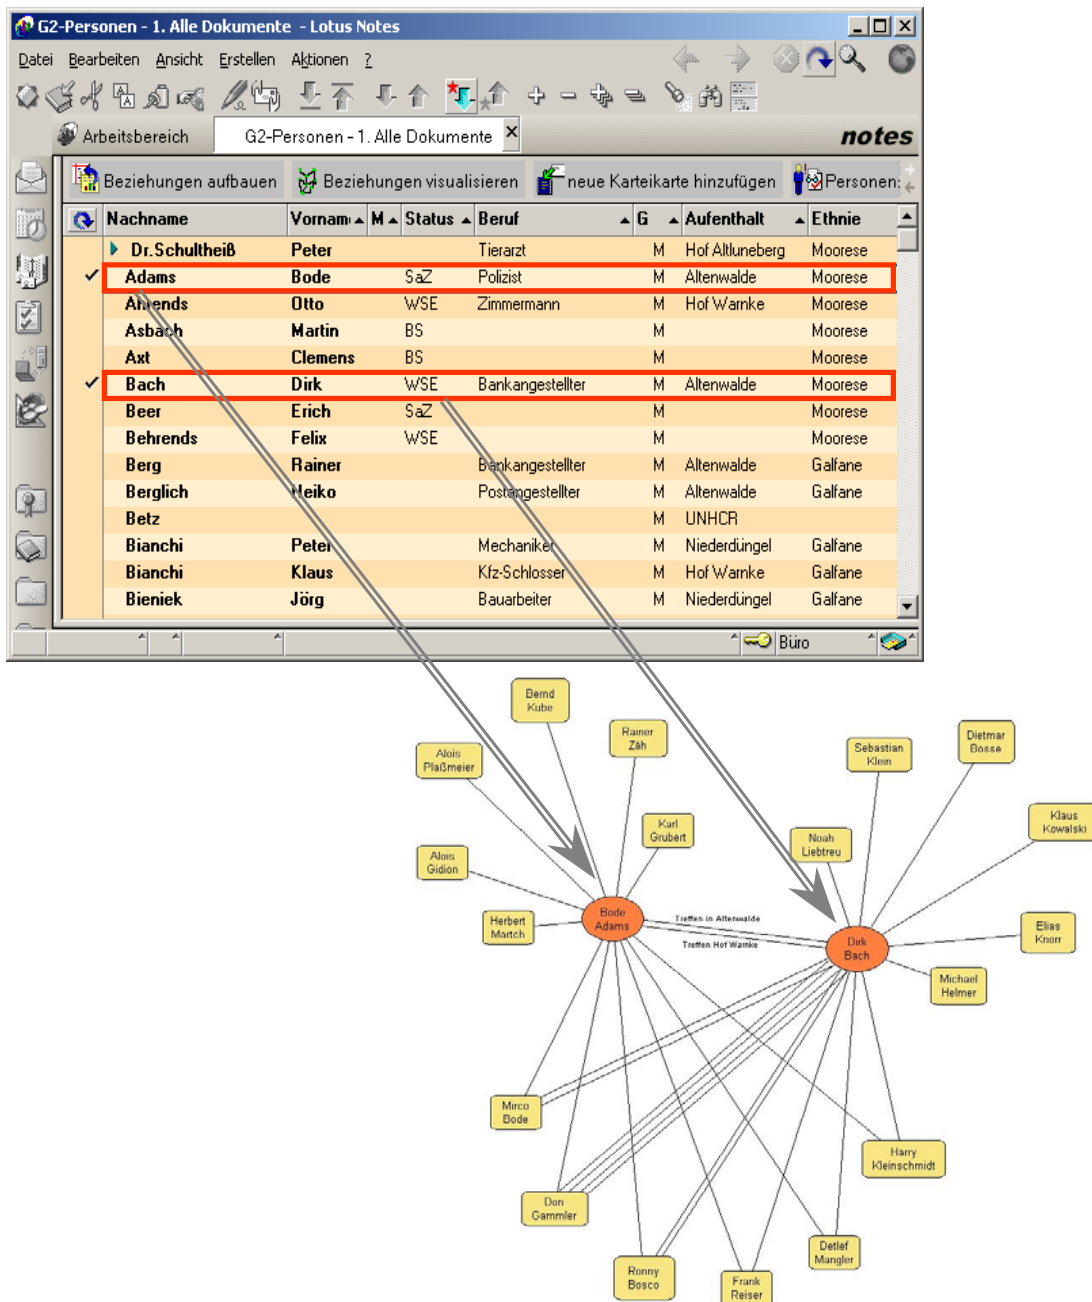 G2-Personen - 1. Alle Dokumente - Lotus Notes
Datei Bearbeiten Ansicht Erstellen Aktionen ?
Arbeitsbereich G2-Personen - 1. Alle Dokumente notes
Beziehungen aufbauen Beziehungen visualisieren neue Karteikarte hinzufügen Personen:
Nachname Vornam M Status Beruf G Aufenthalt Ethnie
Dr.Schultheiß Peter Tierarzt M Hof Altluneberg Moorese
Adams Bode SaZ Polizist M Altenwalde Moorese
Ahrends Otto WSE Zimmermann M Hof Warnke Moorese
Asbach Martin BS M Moorese
Axt Clemens BS M Moorese
Bach Dirk WSE Bankangestellter M Altenwalde Moorese
Beer Erich SaZ M Moorese
Behrends Felix WSE M Moorese
Berg Rainer Bankangestellter M Altenwalde Galfane
Berglich Heiko Postangestellter M Altenwalde Galfane
Betz M UNHCR
Bianchi Peter Mechaniker M Niederdüngel Galfane
Bianchi Klaus Kfz-Schlosser M Hof Warnke Galfane
Bieniek Jörg Bauarbeiter M Niederdüngel Galfane
Büro
Bernd
Kube
Rainer
Zäh
Alois
Plaßmeier
Sebastian
Klein
Dietmar
Bosse
Karl
Grubert
Noah
Liebtreu
Klaus
Kowalski
Alois
Gidion
Herbert
Martch
Bode
Adams
Treffen in Altenwalde
Treffen Hof Warnke
Dirk
Bach
Elias
Knorr
Michael
Helmer
Mirco
Bode
Harry
Kleinschmidt
Don
Gammler
Detlef
Mangler
Ronny
Bosco
Frank
Reiser